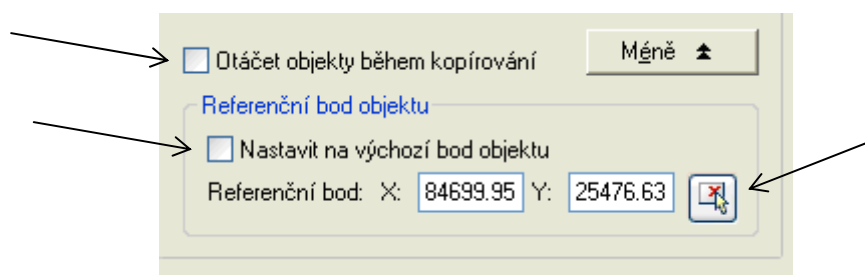 Otáčet objekty během kopírování
Méně
Referenční bod objektu
Nastavit na výchozí bod objektu
Referenční bod: X: 84699.95 Y: 25476.63